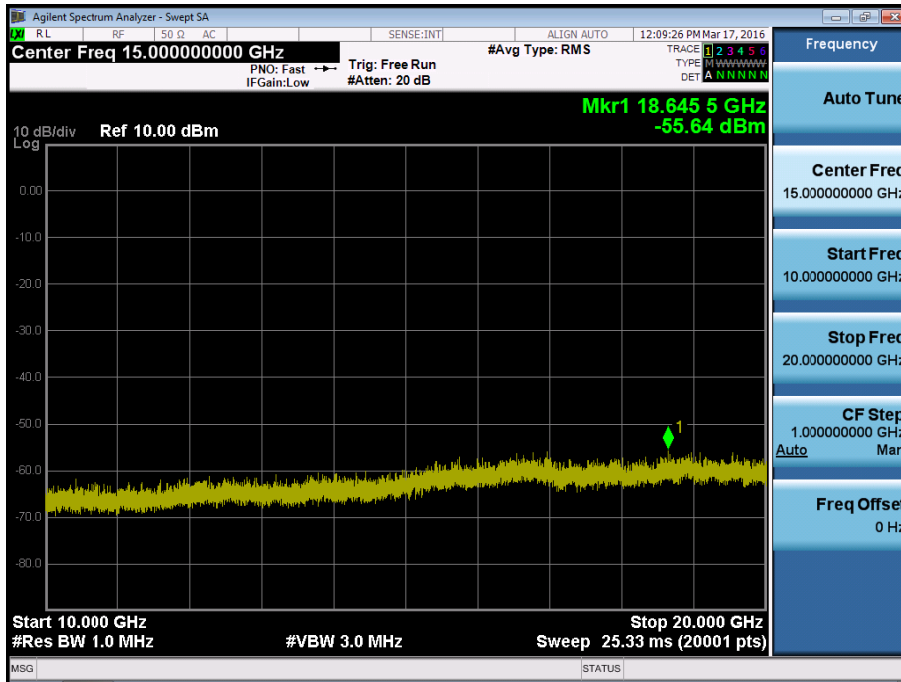 Agilent Spectrum Analyzer - Swept SA
LXI RL RF 50 Ω AC SENSE:INT ALIGN AUTO 12:09:26 PM Mar 17, 2016
Center Freq 15.000000000 GHz
#Avg Type: RMS
TRACE 1 2 3 4 5 6
PNO: Fast Trig: Free Run
TYPE M WWWWW
IFGain:Low #Atten: 20 dB
DET A N N N N N
Mkr1 18.645 5 GHz
-55.64 dBm
10 dB/div Ref 10.00 dBm
Log
0.00
-10.0
-20.0
-30.0
-40.0
-50.0
-60.0
-70.0
-80.0
1
Start 10.000 GHz Stop 20.000 GHz
#Res BW 1.0 MHz #VBW 3.0 MHz Sweep 25.33 ms (20001 pts)
MSG STATUS
Frequency
Auto Tune
Center Freq
15.000000000 GHz
Start Freq
10.000000000 GHz
Stop Freq
20.000000000 GHz
CF Step
1.000000000 GHz
Auto Man
Freq Offset
0 Hz